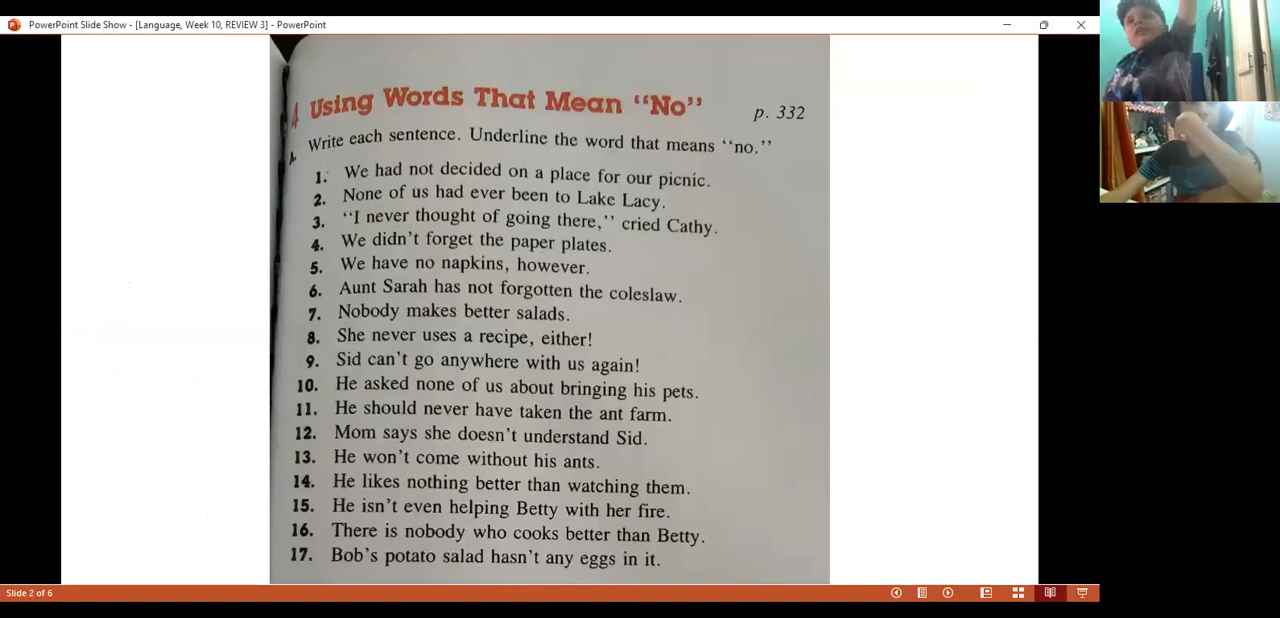 PowerPoint Slide Show - [Language, Week 10, REVIEW 3] - PowerPoint
4 Using Words That Mean “No” p. 332
A. Write each sentence. Underline the word that means “no.”
1. We had not decided on a place for our picnic.
2. None of us had ever been to Lake Lacy.
3. “I never thought of going there,” cried Cathy.
4. We didn’t forget the paper plates.
5. We have no napkins, however.
6. Aunt Sarah has not forgotten the coleslaw.
7. Nobody makes better salads.
8. She never uses a recipe, either!
9. Sid can’t go anywhere with us again!
10. He asked none of us about bringing his pets.
11. He should never have taken the ant farm.
12. Mom says she doesn’t understand Sid.
13. He won’t come without his ants.
14. He likes nothing better than watching them.
15. He isn’t even helping Betty with her fire.
16. There is nobody who cooks better than Betty.
17. Bob’s potato salad hasn’t any eggs in it.
Slide 2 of 6